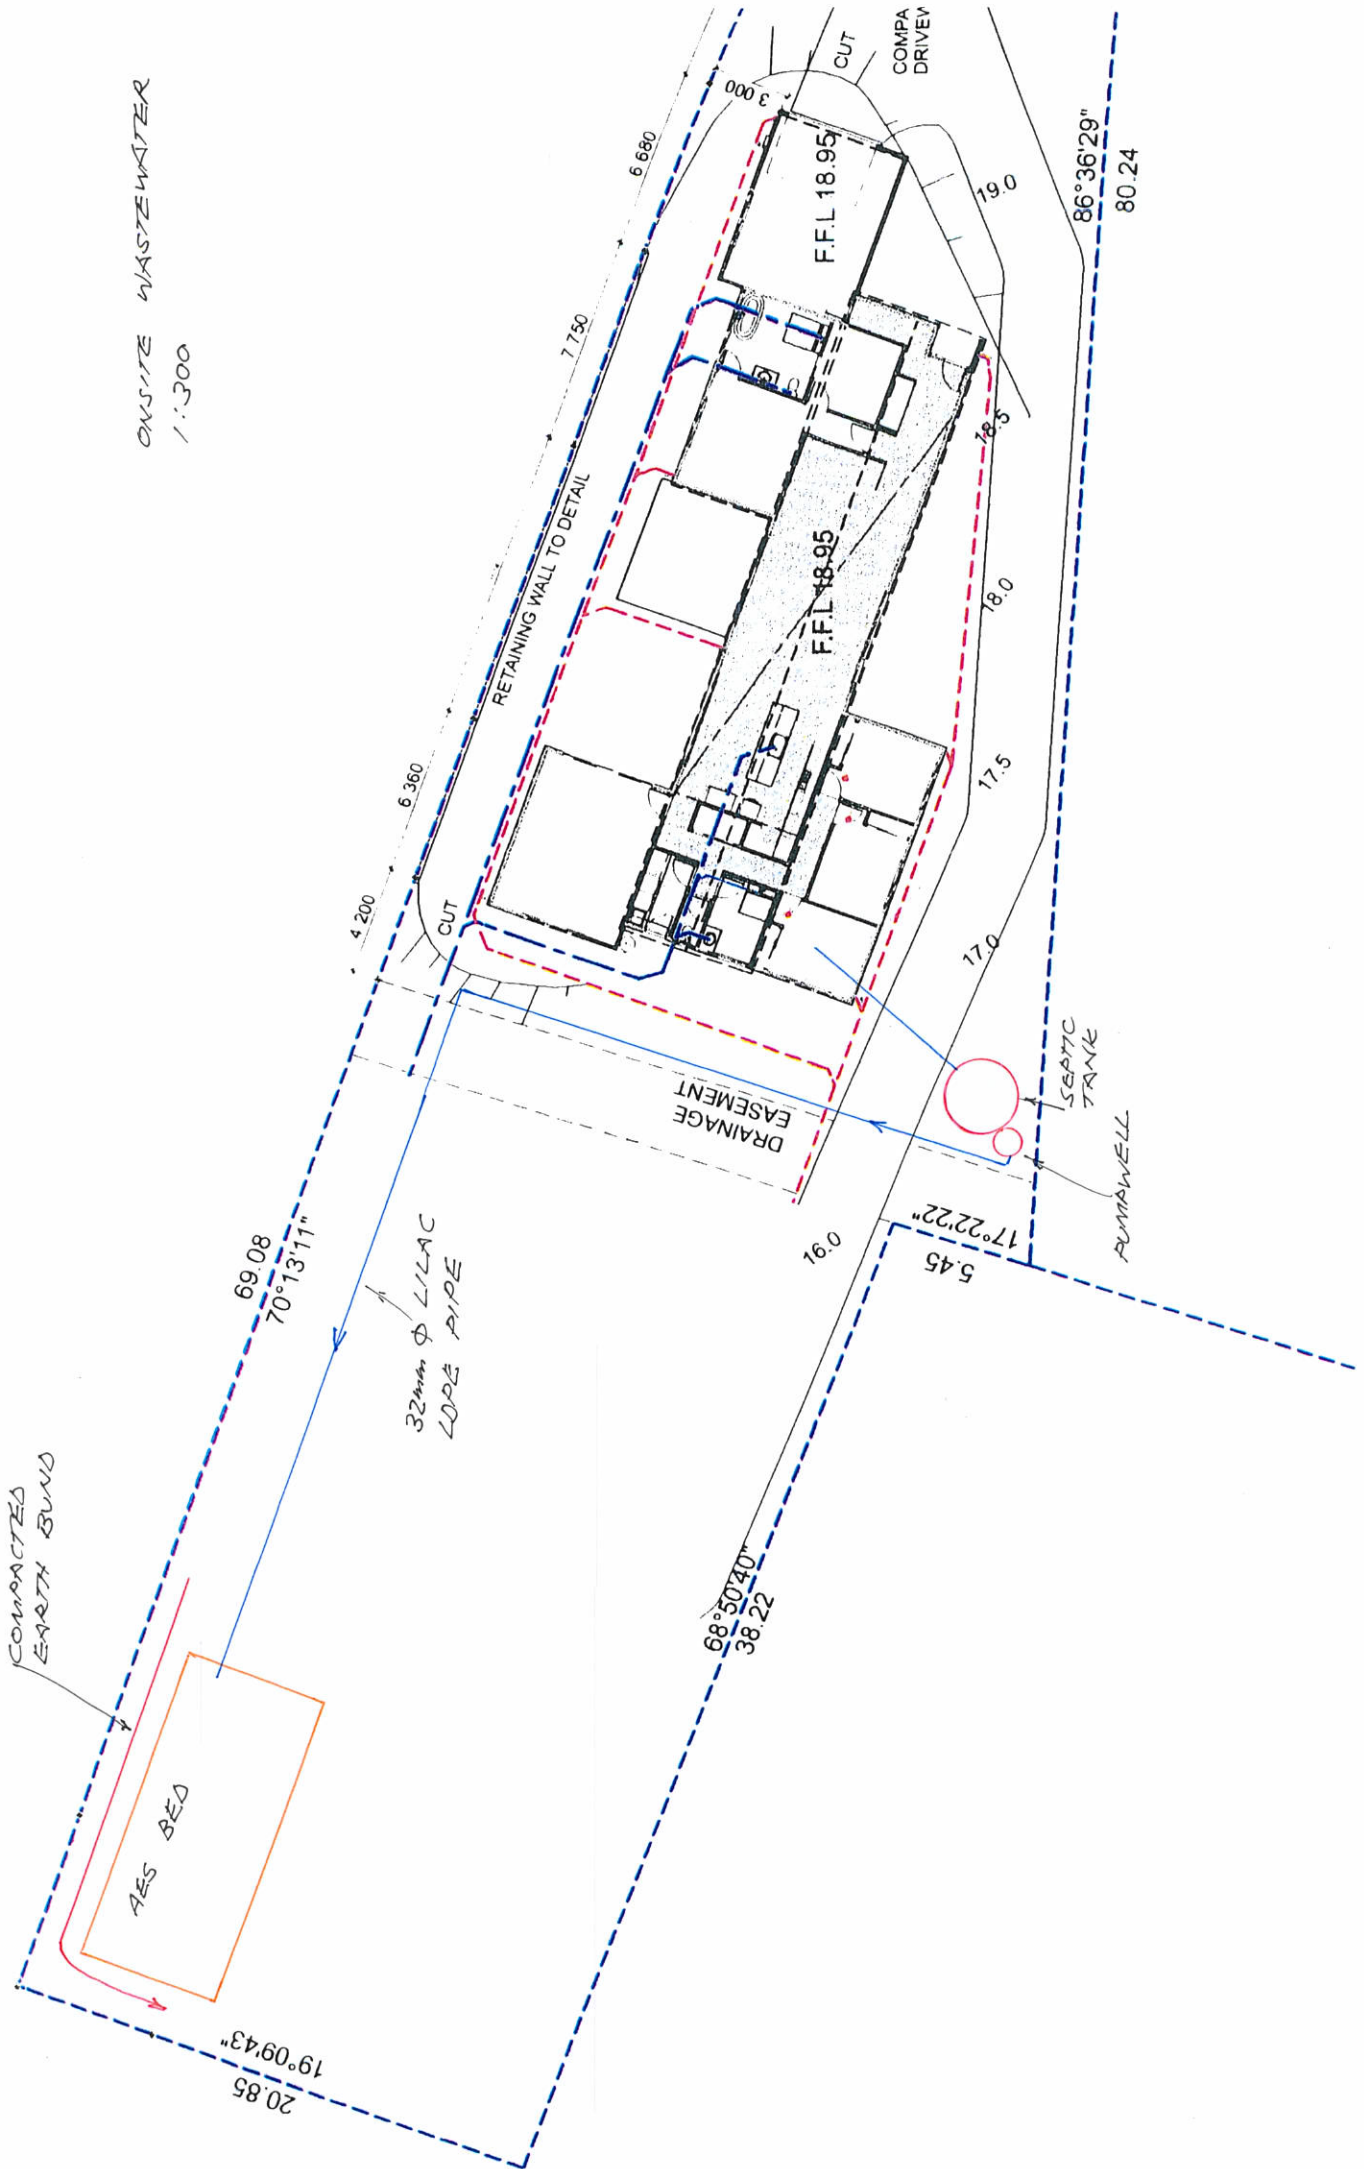 ONSITE WASTEWATER
1:300
COMPACTED
EARTH BUND
AES BED
20.85
19°09'43"
69.08
70°13'11"
32mm Φ LILAC
LDPE PIPE
68°50'40"
38.22
4 200
6 360
7 750
6 680
3 000
CUT
RETAINING WALL TO DETAIL
CUT
COMPA
DRIVEW
F.F.L 18.95
F.F.L 18.95
19.0
18.5
18.0
17.5
17.0
16.0
86°36'29"
80.24
DRAINAGE
EASEMENT
SEPTIC
TANK
PUMPWELL
17°22'22"
5.45